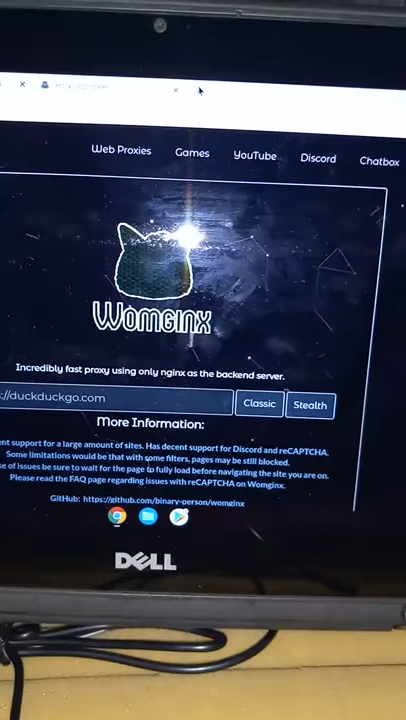 Web Proxies Games YouTube Discord Chatbox
Womginx
Incredibly fast proxy using only nginx as the backend server.
://duckduckgo.com Classic Stealth
More Information:
ent support for a large amount of sites. Has decent support for Discord and reCAPTCHA.
Some limitations would be that with some filters, pages may be still blocked.
se of issues be sure to wait for the page to fully load before navigating the site you are on.
Please read the FAQ page regarding issues with reCAPTCHA on Womginx.
GitHub: https://github.com/binary-person/womginx
DELL